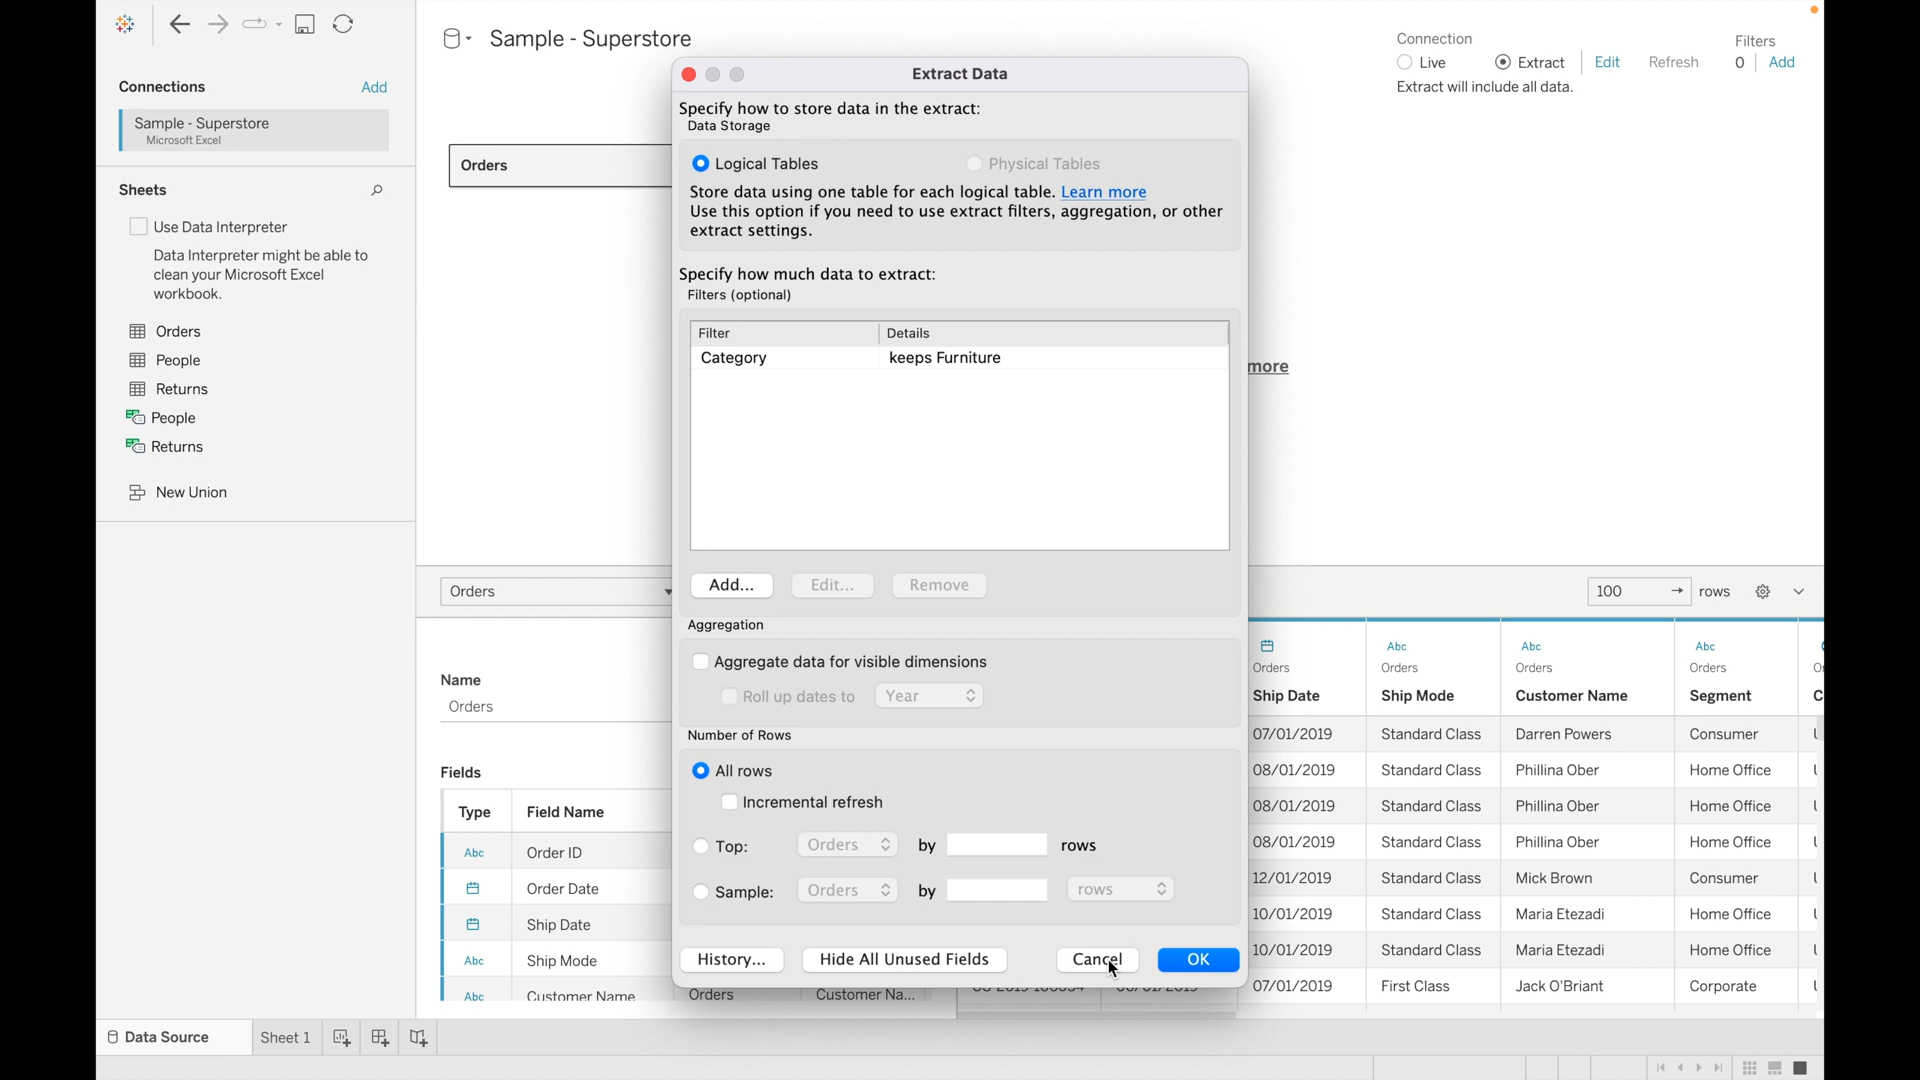 Sample - Superstore
Connection
Live
Extract
Edit
Refresh
Filters
0
Add
Extract will include all data.
Connections
Add
Sample - Superstore
Microsoft Excel
Sheets
Use Data Interpreter
Data Interpreter might be able to
clean your Microsoft Excel
workbook.
Orders
People
Returns
People
Returns
New Union
Orders
Extract Data
Specify how to store data in the extract:
Data Storage
Logical Tables
Physical Tables
Store data using one table for each logical table. Learn more
Use this option if you need to use extract filters, aggregation, or other
extract settings.
Specify how much data to extract:
Filters (optional)
Filter
Details
Category
keeps Furniture
more
Add...
Edit...
Remove
Aggregation
Aggregate data for visible dimensions
Roll up dates to
Year
Number of Rows
All rows
Incremental refresh
Top:
Orders
by
rows
Sample:
Orders
by
rows
History...
Hide All Unused Fields
Cancel
OK
Orders
100
rows
Name
Orders
Fields
Type
Field Name
Abc
Order ID
Order Date
Ship Date
Abc
Ship Mode
Abc
Customer Name
Orders
Customer Na...
Orders
Ship Date
Abc
Orders
Ship Mode
Abc
Orders
Customer Name
Abc
Orders
Segment
07/01/2019 Standard Class Darren Powers Consumer
08/01/2019 Standard Class Phillina Ober Home Office
08/01/2019 Standard Class Phillina Ober Home Office
08/01/2019 Standard Class Phillina Ober Home Office
12/01/2019 Standard Class Mick Brown Consumer
10/01/2019 Standard Class Maria Etezadi Home Office
10/01/2019 Standard Class Maria Etezadi Home Office
07/01/2019 First Class Jack O'Briant Corporate
Data Source
Sheet 1